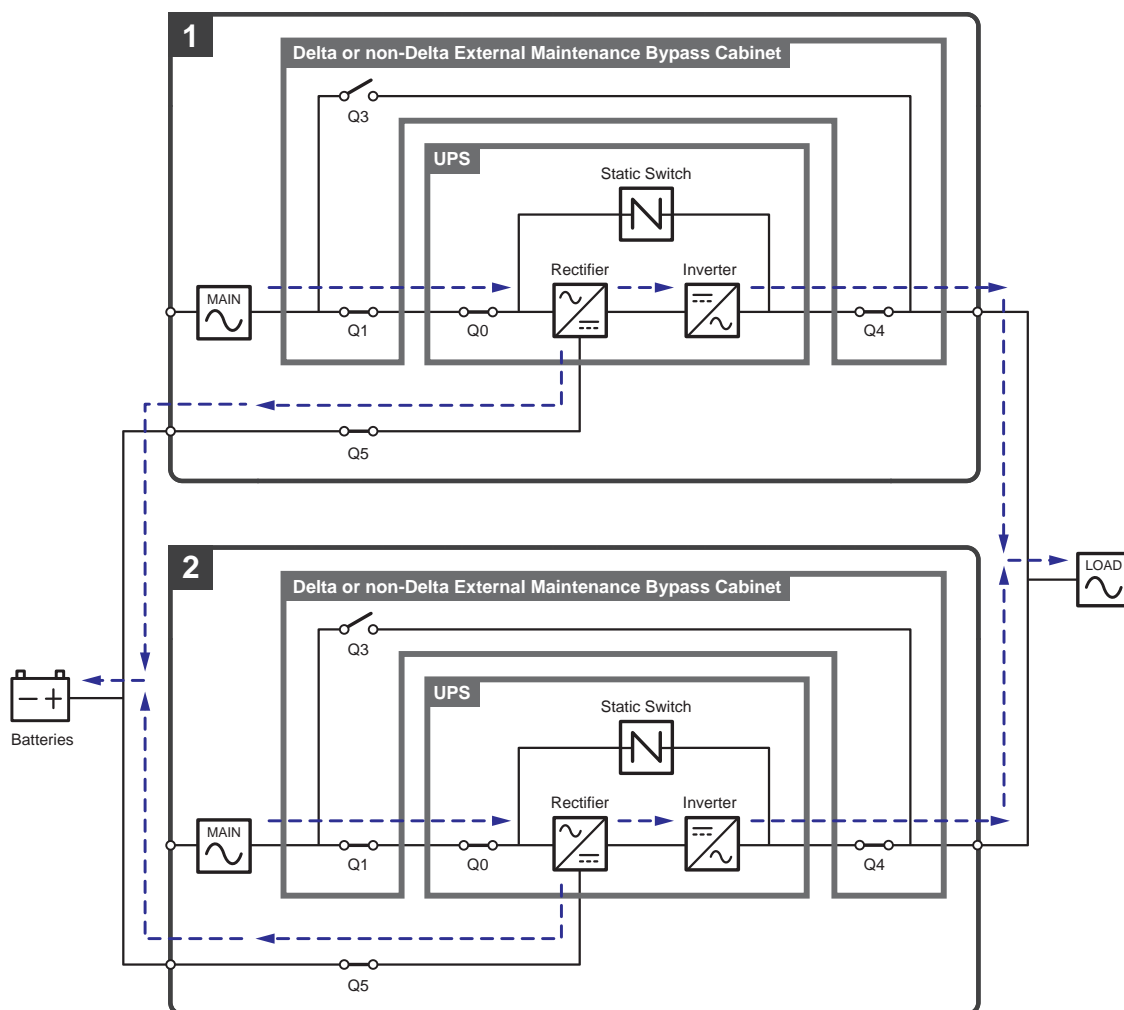 1
Delta or non-Delta External Maintenance Bypass Cabinet
Q3
UPS
Static Switch
Rectifier
Inverter
MAIN
Q1
Q0
Q4
Q5
2
Delta or non-Delta External Maintenance Bypass Cabinet
LOAD
Q3
UPS
Static Switch
Batteries
Rectifier
Inverter
MAIN
Q1
Q0
Q4
Q5